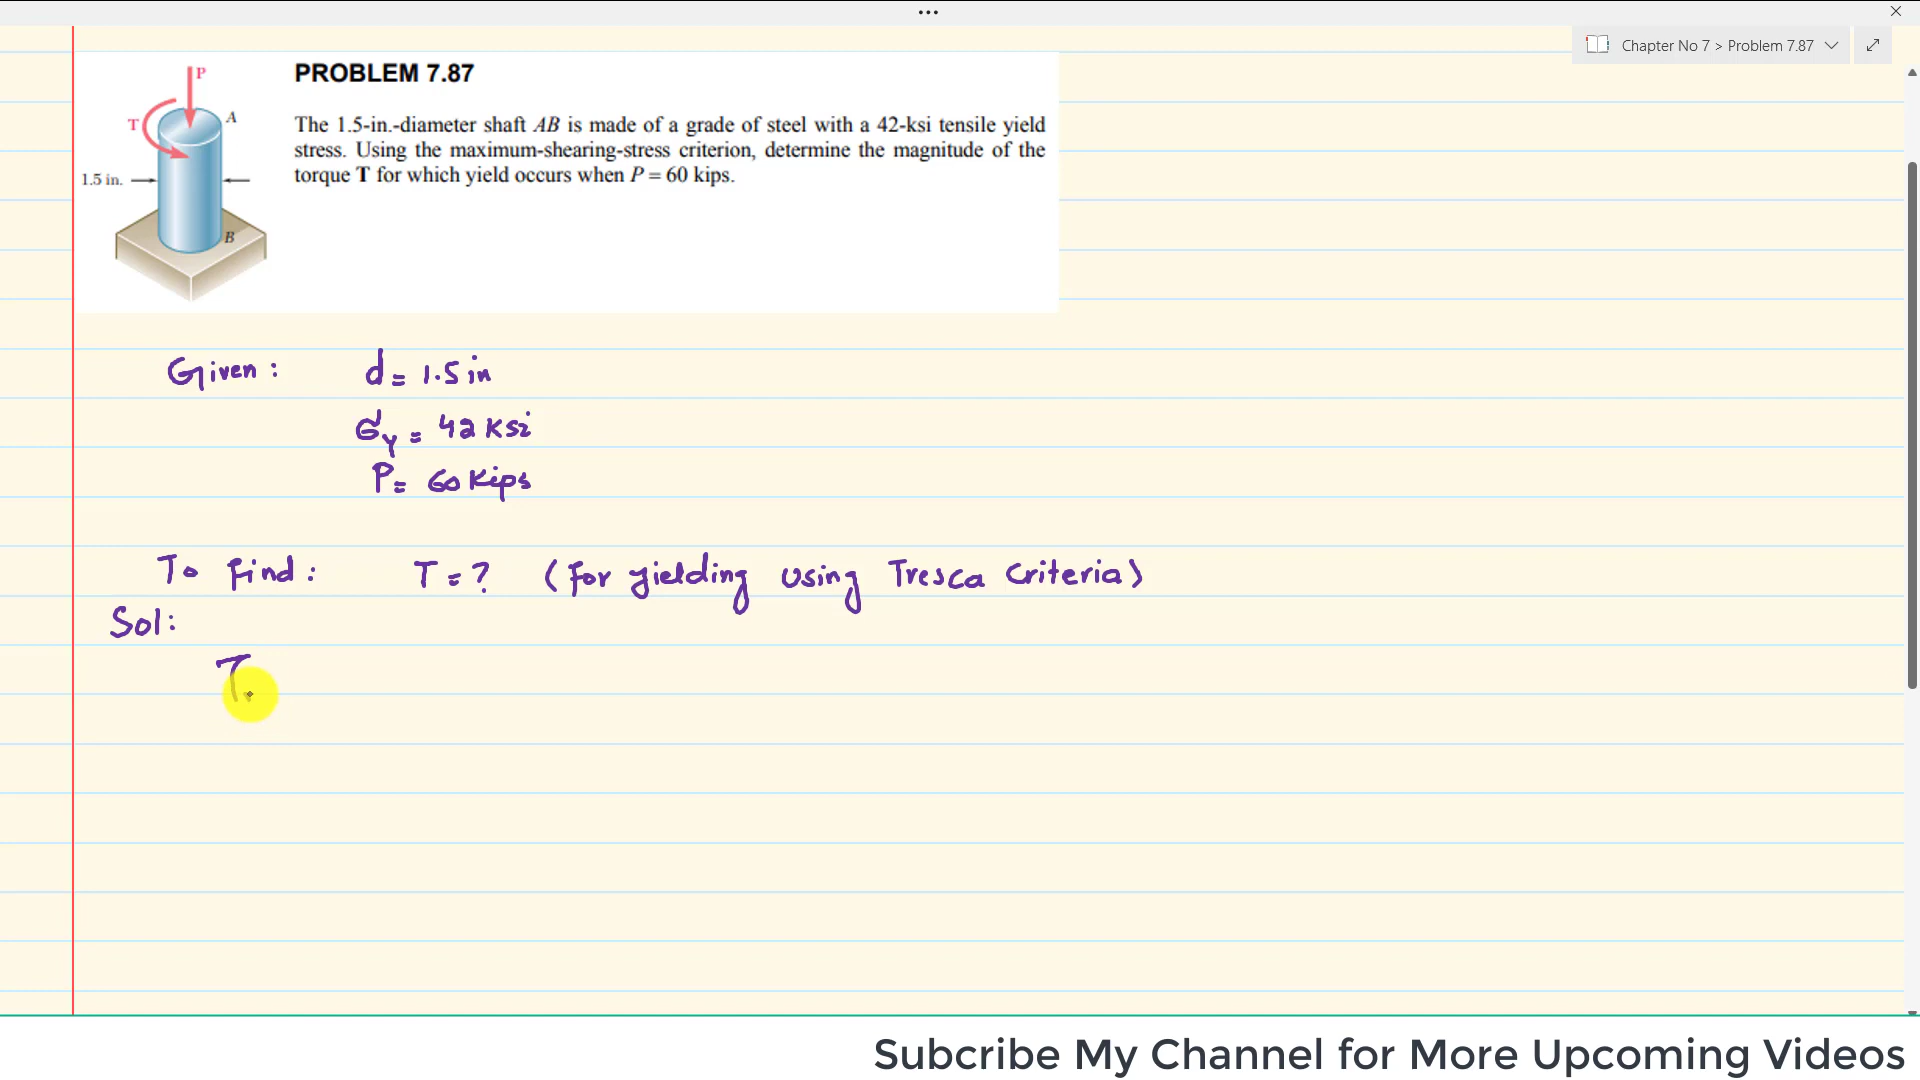 Chapter No 7 > Problem 7.87
PROBLEM 7.87
P
T
A
1.5 in.
B
The 1.5-in.-diameter shaft AB is made of a grade of steel with a 42-ksi tensile yield
stress. Using the maximum-shearing-stress criterion, determine the magnitude of the
torque T for which yield occurs when P = 60 kips.
Given: d = 1.5 in
σY = 42 ksi
P = 60 Kips
To find: T = ? (for yielding using Tresca Criteria)
Sol:
Subcribe My Channel for More Upcoming Videos